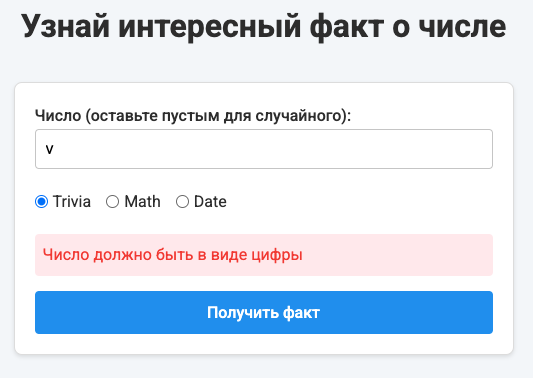 Узнай интересный факт о числе
Число (оставьте пустым для случайного):
v
Trivia Math Date
Число должно быть в виде цифры
Получить факт